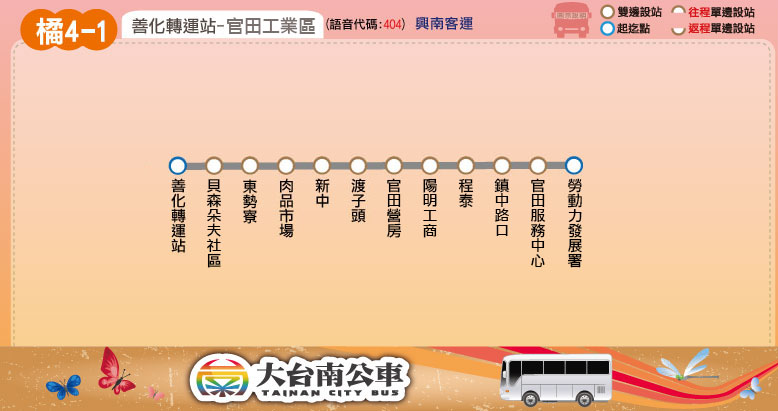 橘4-1
善化轉運站-官田工業區
(語音代碼:404)
興南客運
雙邊設站
往程單邊設站
起迄點
返程單邊設站
善化轉運站
貝森朵夫社區
東勢寮
肉品市場
新中
渡子頭
官田營房
陽明工商
程泰
鎮中路口
官田服務中心
勞動力發展署
大台南公車
TAINAN CITY BUS